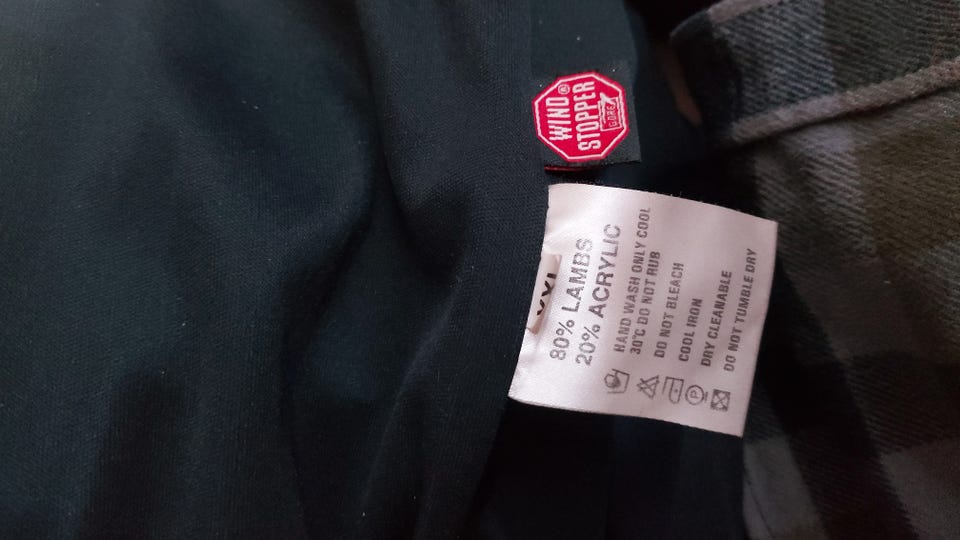 WIND®
STOPPER
GORE
80% LAMBS
20% ACRYLIC
HAND WASH ONLY COOL
30°C DO NOT RUB
DO NOT BLEACH
COOL IRON
DRY CLEANABLE
P
DO NOT TUMBLE DRY